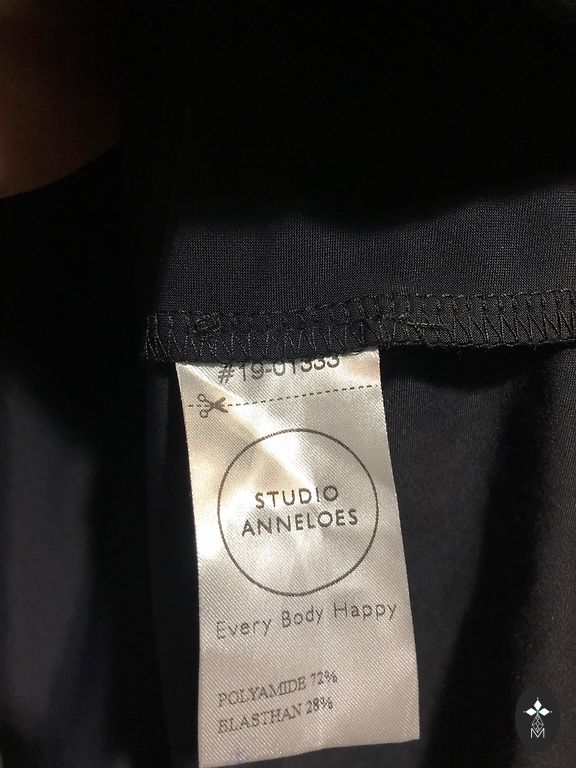 #19-01333
STUDIO
ANNELOES
Every Body Happy
POLYAMIDE 72%
ELASTHAN 28%